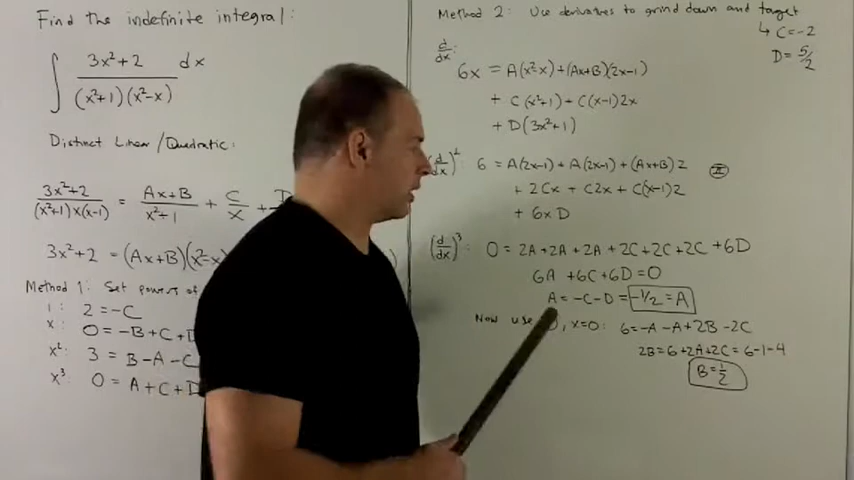 Find the indefinite integral:
∫ 3x²+2 / (x²+1)(x²-x) dx
Distinct Linear/Quadratic:
3x²+2 / (x²+1)x(x-1) = Ax+B / x²+1 + C / x +
3x²+2 = (Ax+B)(x²-x
Method 1: Set powers of
1: 2 = -C
x: 0 = -B+C+D
x²: 3 = B-A-C
x³: 0 = A+C+D
Method 2: Use derivatives to grind down and target
↳ C=-2
D=5/2
d/dx: 6x = A(x²-x)+(Ax+B)(2x-1)
+ C(x²+1)+C(x-1)2x
+ D(3x²+1)
(d/dx)²: 6 = A(2x-1)+A(2x-1)+(Ax+B)2 Ⅱ
+ 2Cx + C2x + C(x-1)2
+ 6xD
(d/dx)³: 0 = 2A+2A+2A+2C+2C+2C+6D
6A+6C+6D=0
A=-C-D=-1/2=A
Now use , x=0: 6=-A-A+2B-2C
2B=6+2A+2C=6-1-4
B=1/2